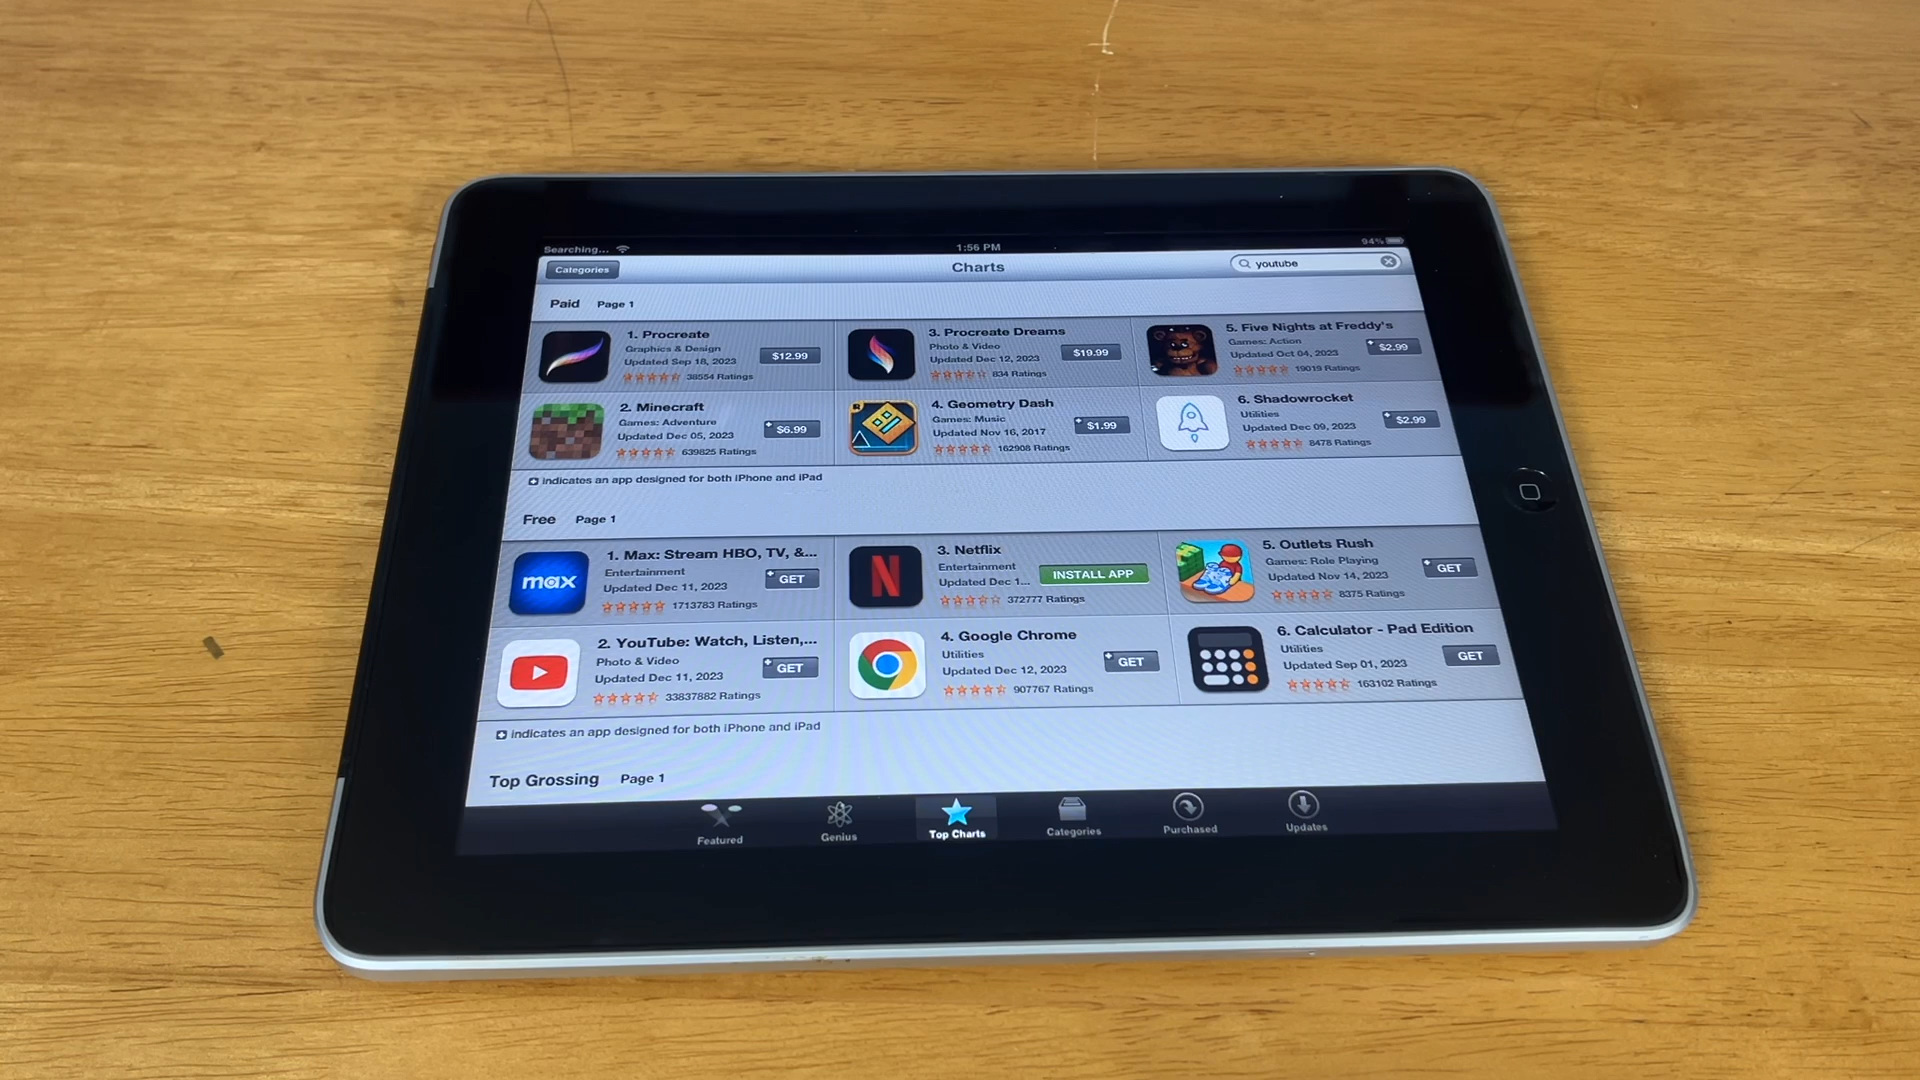 Searching...
1:56 PM
94%
Categories
Charts
youtube
Paid Page 1
1. Procreate
Graphics & Design
Updated Sep 18, 2023
38554 Ratings
$12.99
3. Procreate Dreams
Photo & Video
Updated Dec 12, 2023
834 Ratings
$19.99
5. Five Nights at Freddy's
Games: Action
Updated Oct 04, 2023
19019 Ratings
$2.99
2. Minecraft
Games: Adventure
Updated Dec 05, 2023
639825 Ratings
$6.99
4. Geometry Dash
Games: Music
Updated Nov 16, 2017
162908 Ratings
$1.99
6. Shadowrocket
Utilities
Updated Dec 09, 2023
8478 Ratings
$2.99
indicates an app designed for both iPhone and iPad
Free Page 1
max
1. Max: Stream HBO, TV, &...
Entertainment
Updated Dec 11, 2023
1713783 Ratings
GET
N
3. Netflix
Entertainment
Updated Dec 1...
372777 Ratings
INSTALL APP
5. Outlets Rush
Games: Role Playing
Updated Nov 14, 2023
8375 Ratings
GET
2. YouTube: Watch, Listen,...
Photo & Video
Updated Dec 11, 2023
33837882 Ratings
GET
4. Google Chrome
Utilities
Updated Dec 12, 2023
907767 Ratings
GET
6. Calculator - Pad Edition
Utilities
Updated Sep 01, 2023
163102 Ratings
GET
indicates an app designed for both iPhone and iPad
Top Grossing Page 1
Featured
Genius
Top Charts
Categories
Purchased
Updates